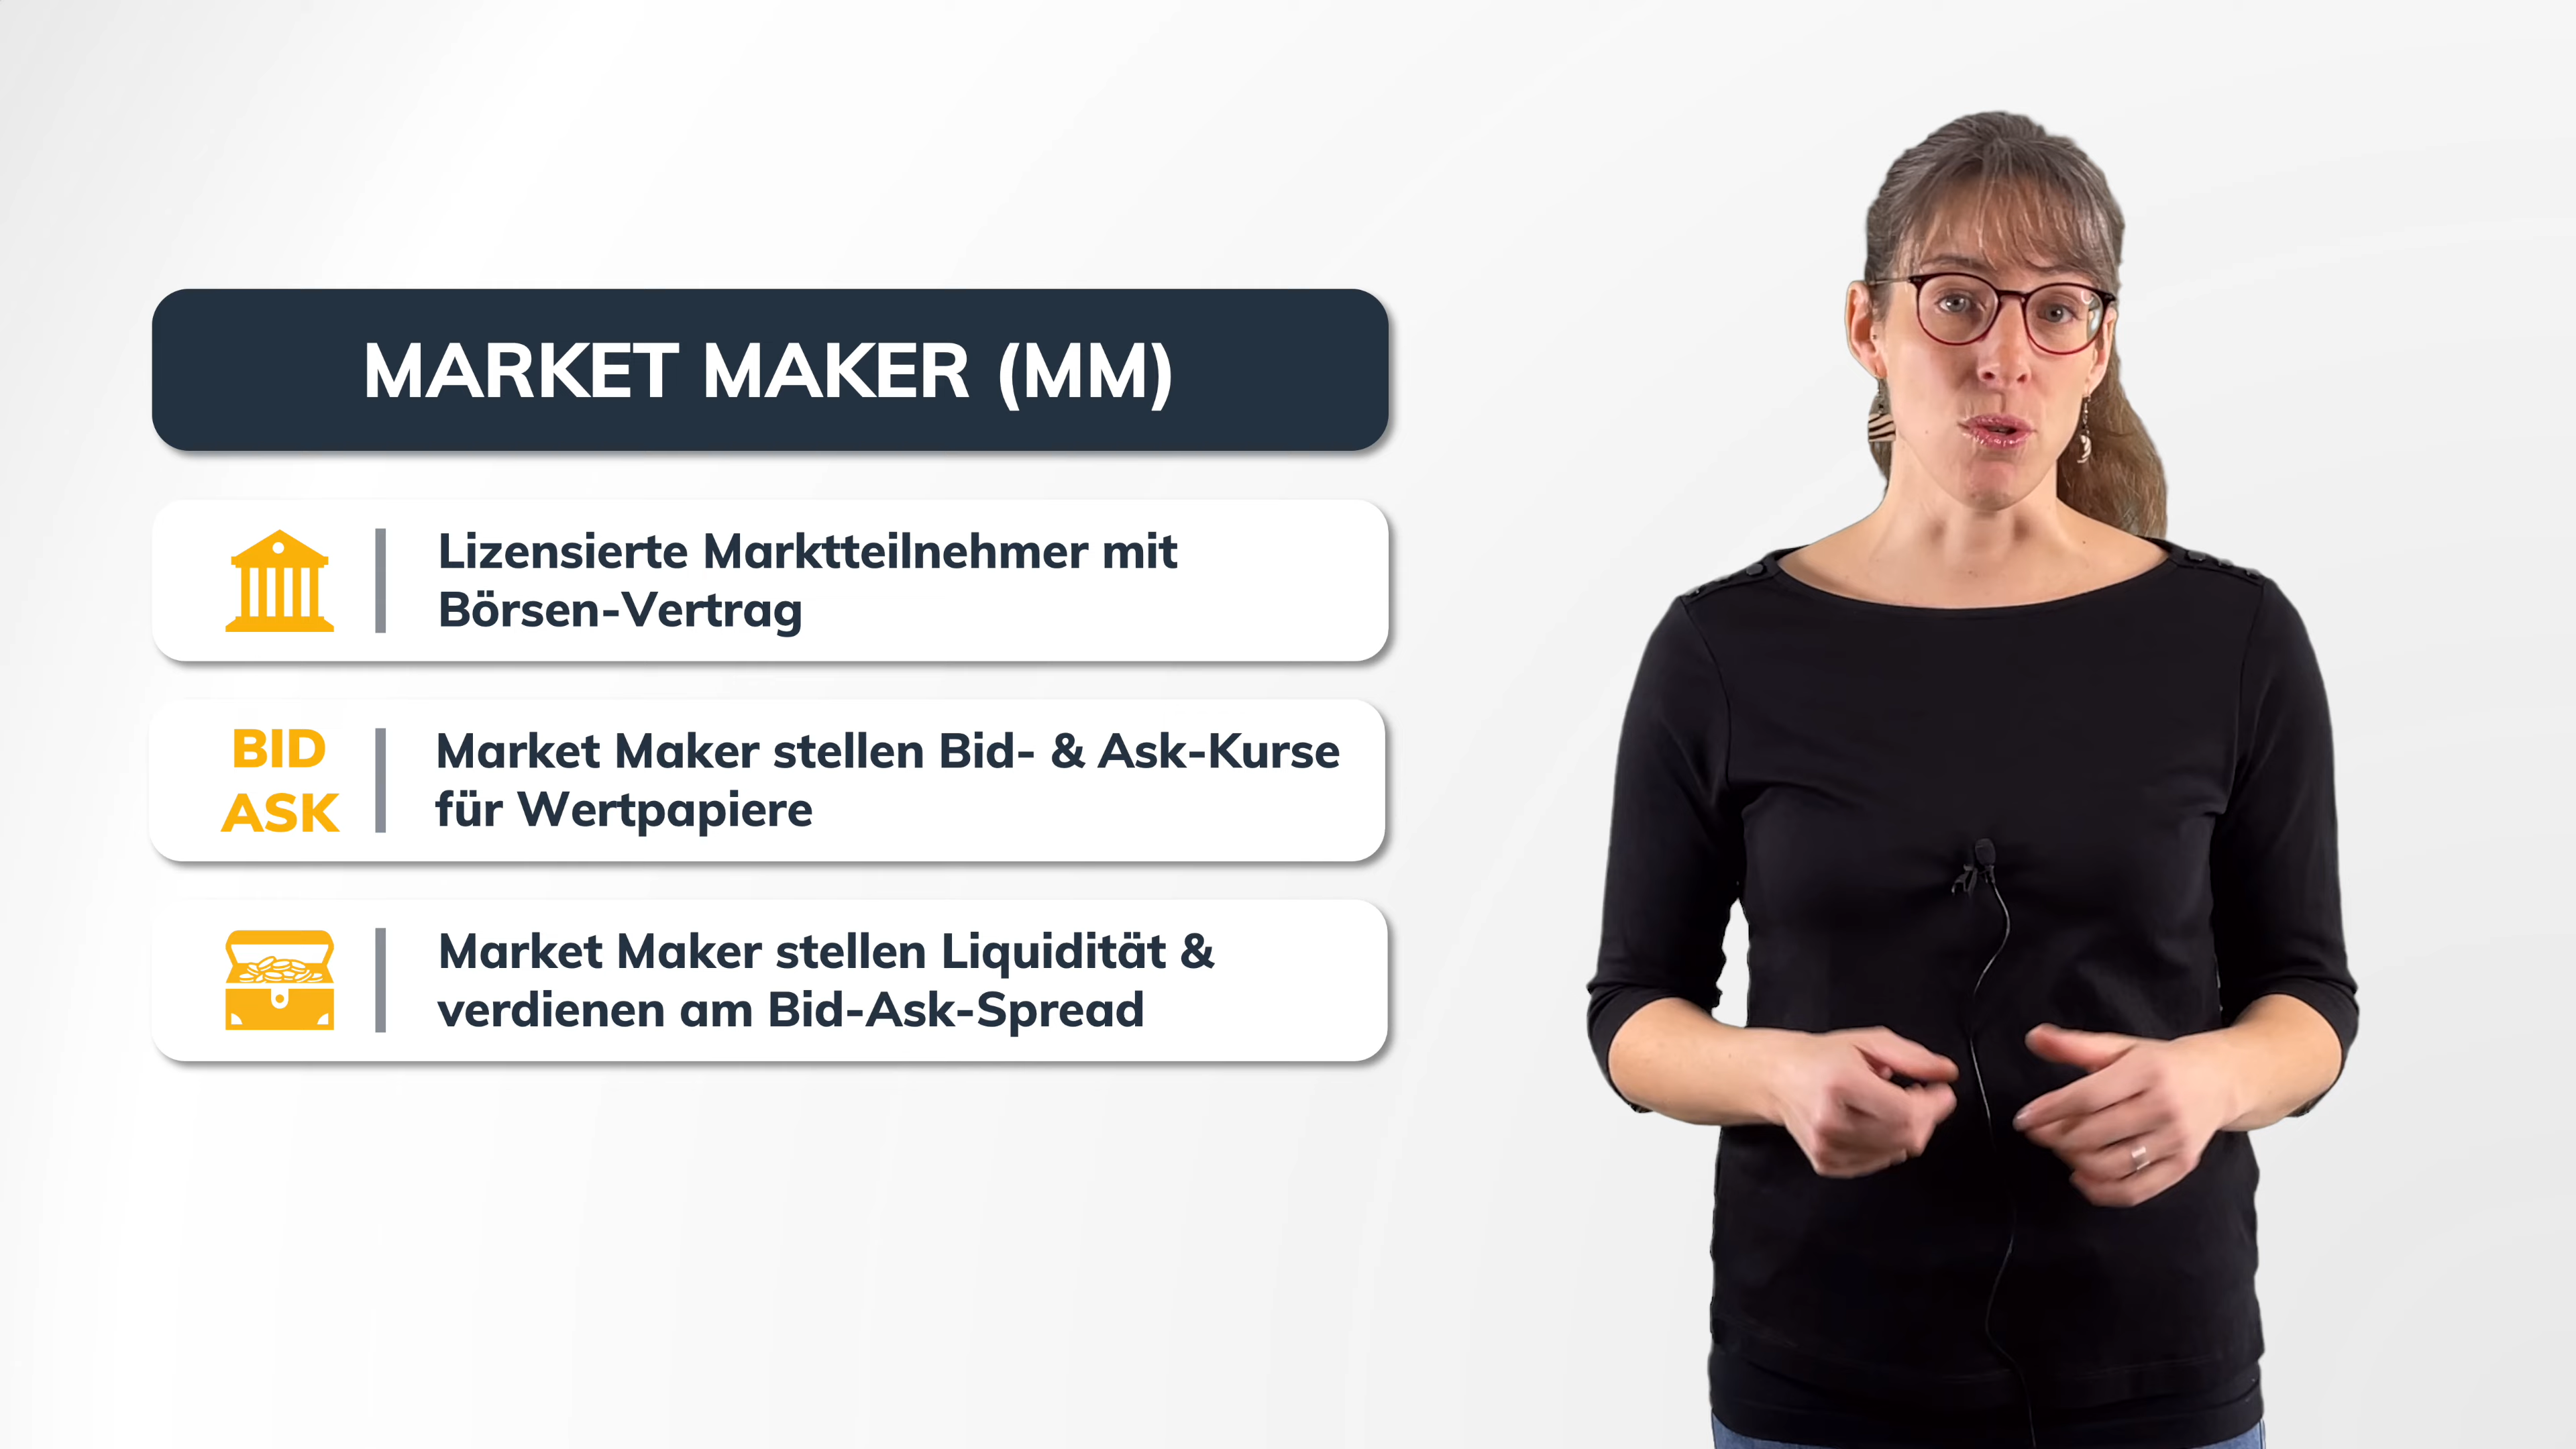 MARKET MAKER (MM)
Lizensierte Marktteilnehmer mit
Börsen-Vertrag
BID
ASK
Market Maker stellen Bid- & Ask-Kurse
für Wertpapiere
Market Maker stellen Liquidität &
verdienen am Bid-Ask-Spread